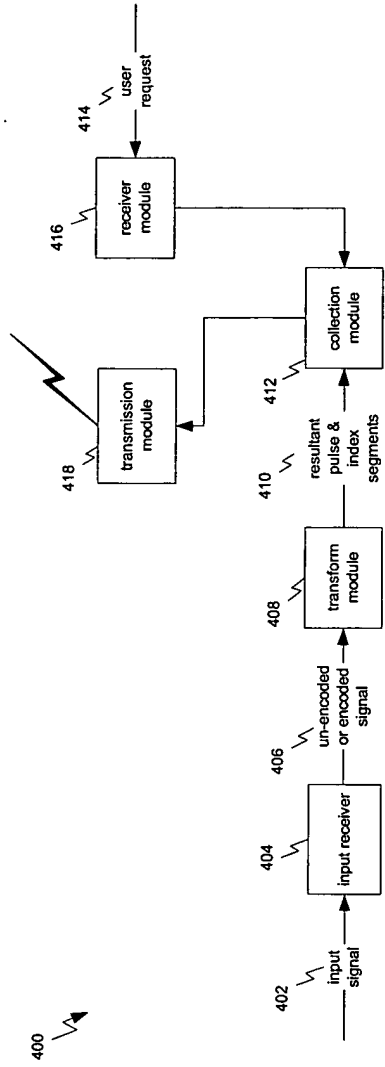 400
402
input
signal
404
input receiver
406
un-encoded
or encoded
signal
408
transform
module
410
resultant
pulse &
index
segments
412
collection
module
414
user
request
416
receiver
module
418
transmission
module